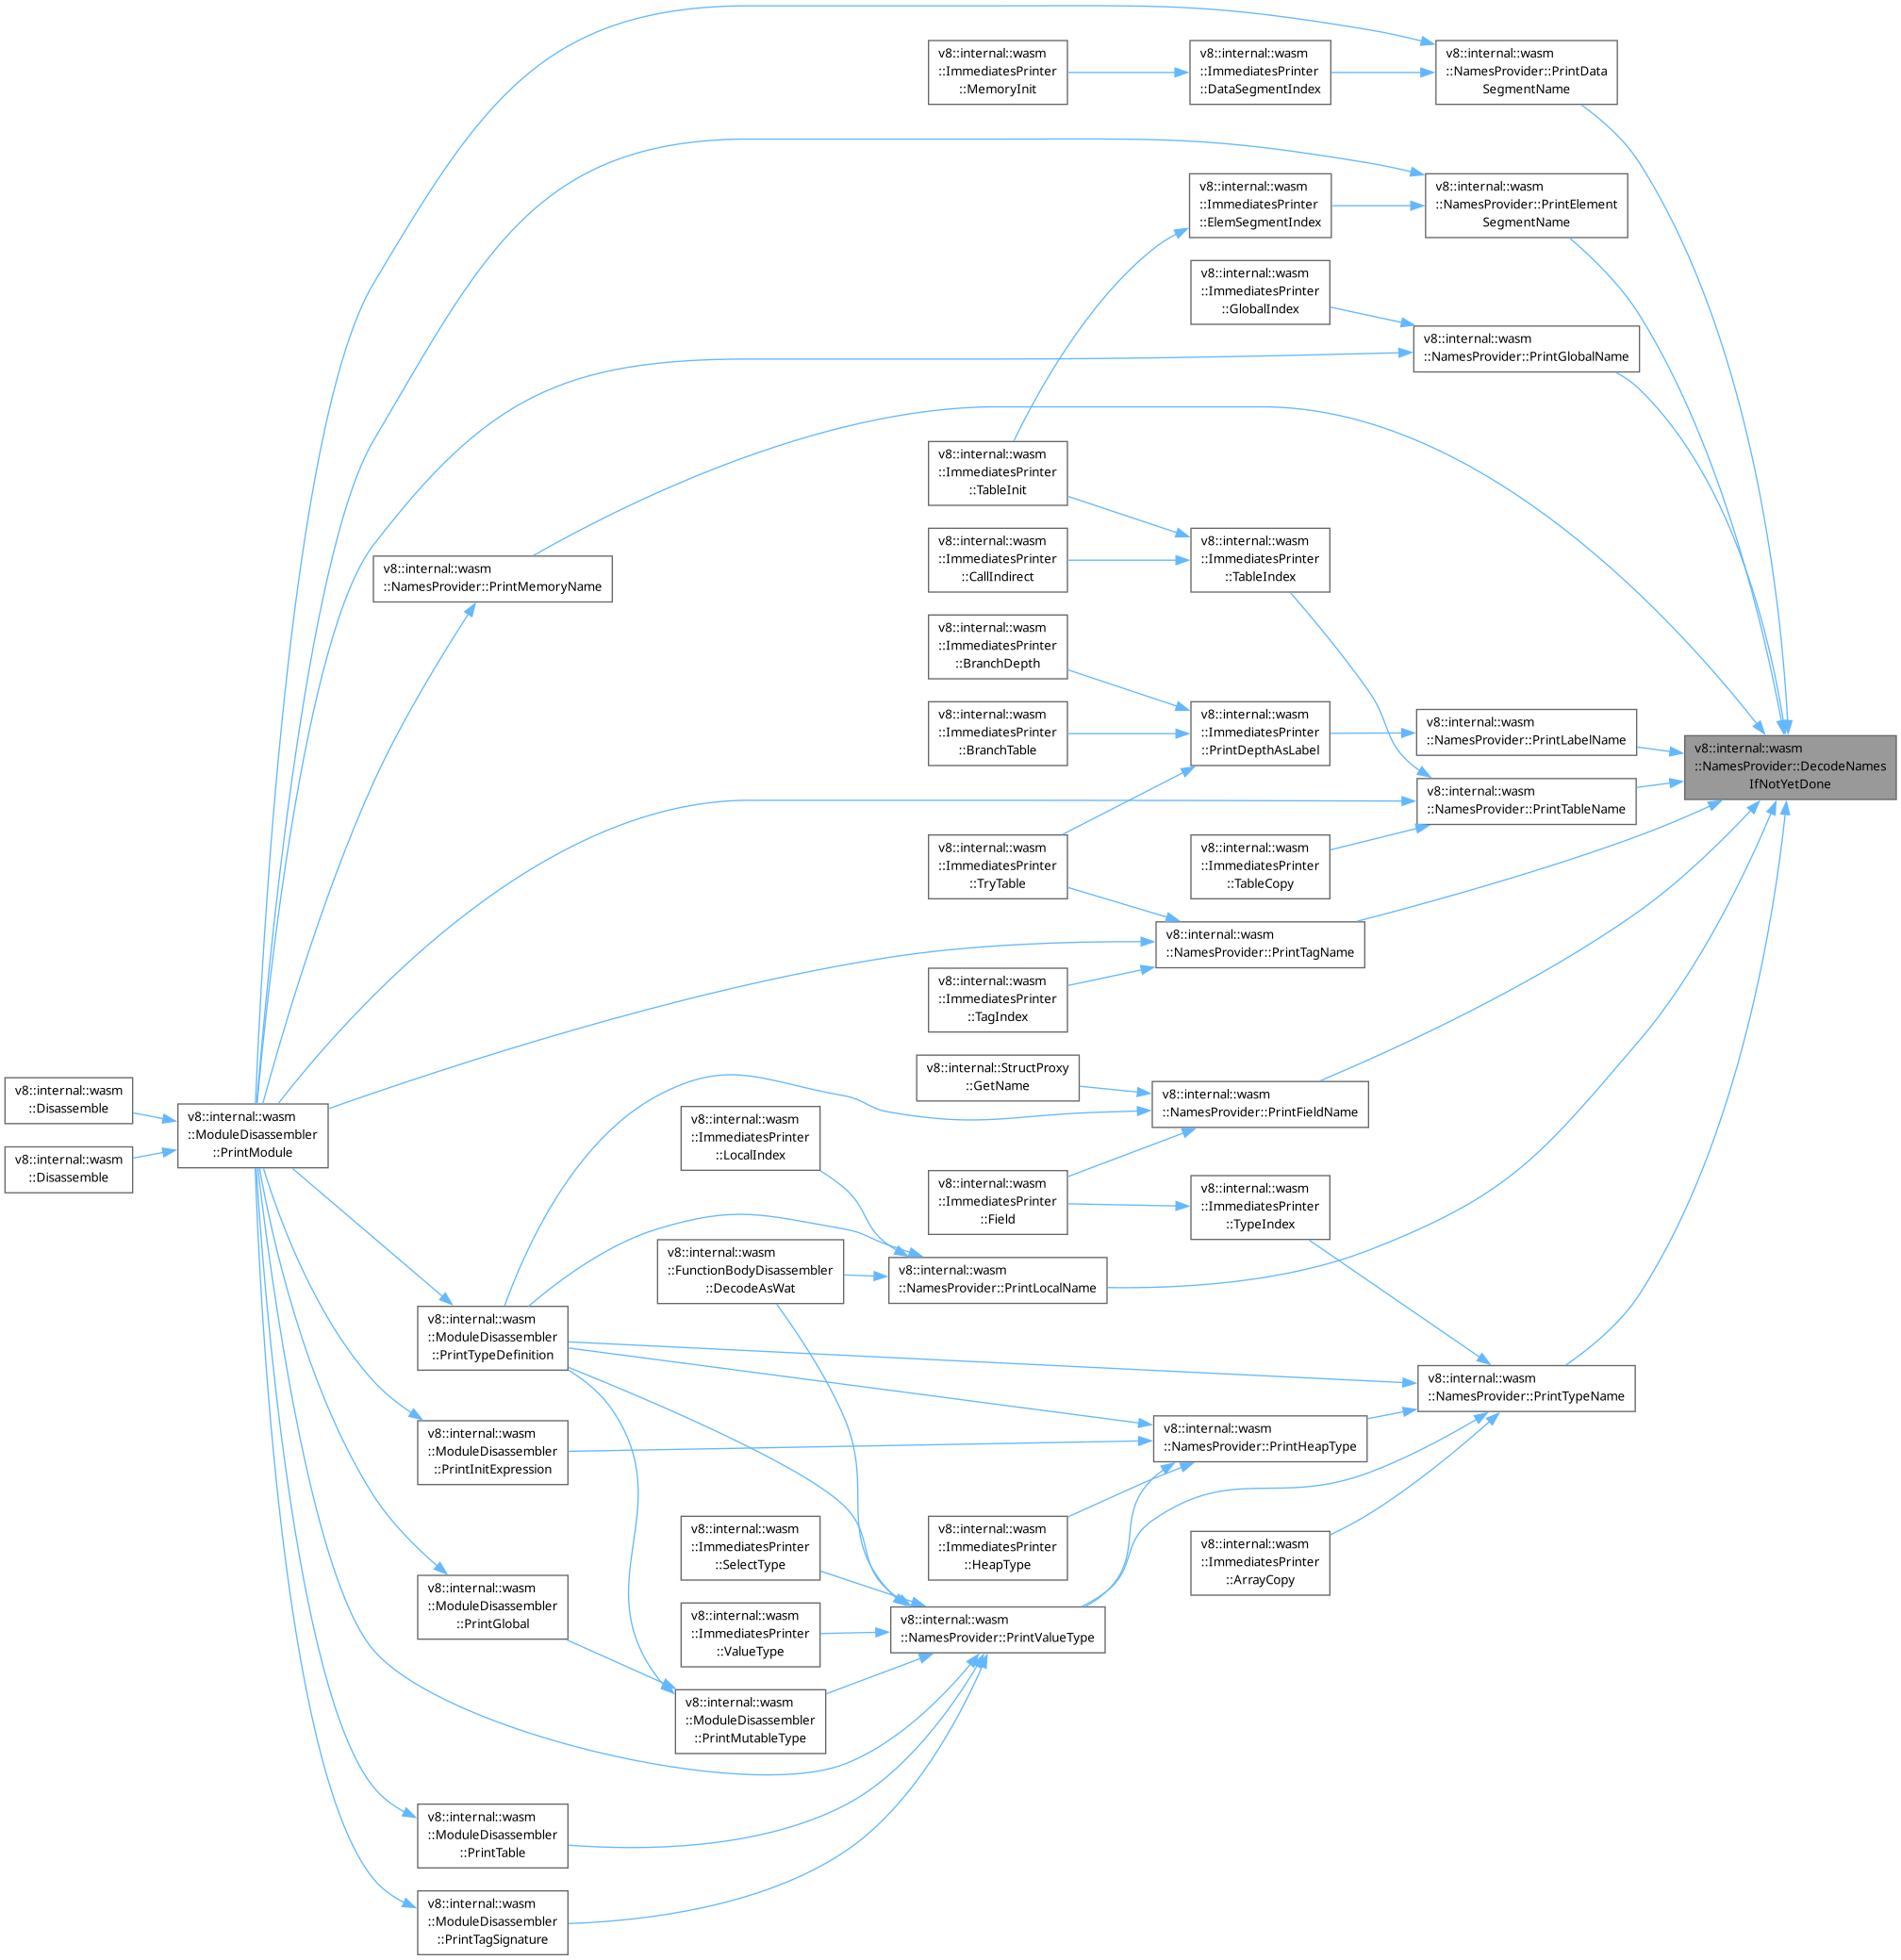 v8::internal::wasm
::ImmediatesPrinter
::MemoryInit
v8::internal::wasm
::ImmediatesPrinter
::DataSegmentIndex
v8::internal::wasm
::NamesProvider::PrintData
SegmentName
v8::internal::wasm
::ImmediatesPrinter
::ElemSegmentIndex
v8::internal::wasm
::NamesProvider::PrintElement
SegmentName
v8::internal::wasm
::ImmediatesPrinter
::GlobalIndex
v8::internal::wasm
::NamesProvider::PrintGlobalName
v8::internal::wasm
::ImmediatesPrinter
::TableInit
v8::internal::wasm
::ImmediatesPrinter
::CallIndirect
v8::internal::wasm
::ImmediatesPrinter
::TableIndex
v8::internal::wasm
::NamesProvider::PrintMemoryName
v8::internal::wasm
::ImmediatesPrinter
::BranchDepth
v8::internal::wasm
::ImmediatesPrinter
::BranchTable
v8::internal::wasm
::ImmediatesPrinter
::PrintDepthAsLabel
v8::internal::wasm
::NamesProvider::PrintLabelName
v8::internal::wasm
::NamesProvider::DecodeNames
IfNotYetDone
v8::internal::wasm
::NamesProvider::PrintTableName
v8::internal::wasm
::ImmediatesPrinter
::TryTable
v8::internal::wasm
::ImmediatesPrinter
::TableCopy
v8::internal::wasm
::NamesProvider::PrintTagName
v8::internal::wasm
::ImmediatesPrinter
::TagIndex
v8::internal::StructProxy
::GetName
v8::internal::wasm
::NamesProvider::PrintFieldName
v8::internal::wasm
::Disassemble
v8::internal::wasm
::Disassemble
v8::internal::wasm
::ModuleDisassembler
::PrintModule
v8::internal::wasm
::ImmediatesPrinter
::LocalIndex
v8::internal::wasm
::ImmediatesPrinter
::Field
v8::internal::wasm
::ImmediatesPrinter
::TypeIndex
v8::internal::wasm
::FunctionBodyDisassembler
::DecodeAsWat
v8::internal::wasm
::NamesProvider::PrintLocalName
v8::internal::wasm
::ModuleDisassembler
::PrintTypeDefinition
v8::internal::wasm
::NamesProvider::PrintTypeName
v8::internal::wasm
::ModuleDisassembler
::PrintInitExpression
v8::internal::wasm
::NamesProvider::PrintHeapType
v8::internal::wasm
::ImmediatesPrinter
::SelectType
v8::internal::wasm
::ImmediatesPrinter
::HeapType
v8::internal::wasm
::ImmediatesPrinter
::ArrayCopy
v8::internal::wasm
::ModuleDisassembler
::PrintGlobal
v8::internal::wasm
::ImmediatesPrinter
::ValueType
v8::internal::wasm
::NamesProvider::PrintValueType
v8::internal::wasm
::ModuleDisassembler
::PrintMutableType
v8::internal::wasm
::ModuleDisassembler
::PrintTable
v8::internal::wasm
::ModuleDisassembler
::PrintTagSignature